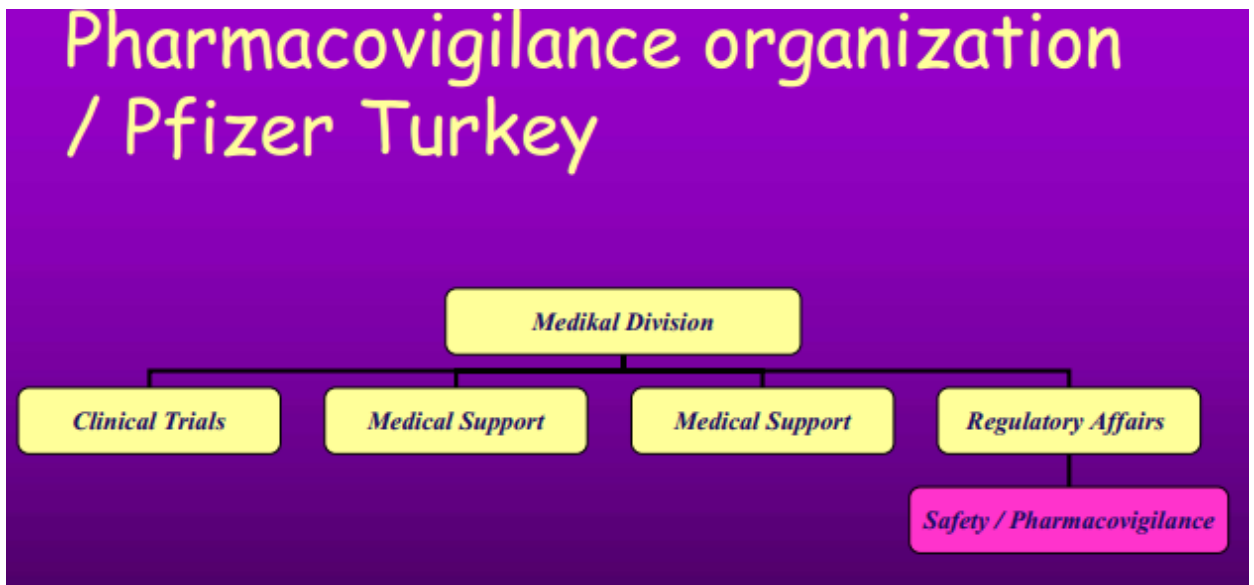 Pharmacovigilance organization
/ Pfizer Turkey
Medikal Division
Clinical Trials
Medical Support
Medical Support
Regulatory Affairs
Safety / Pharmacovigilance